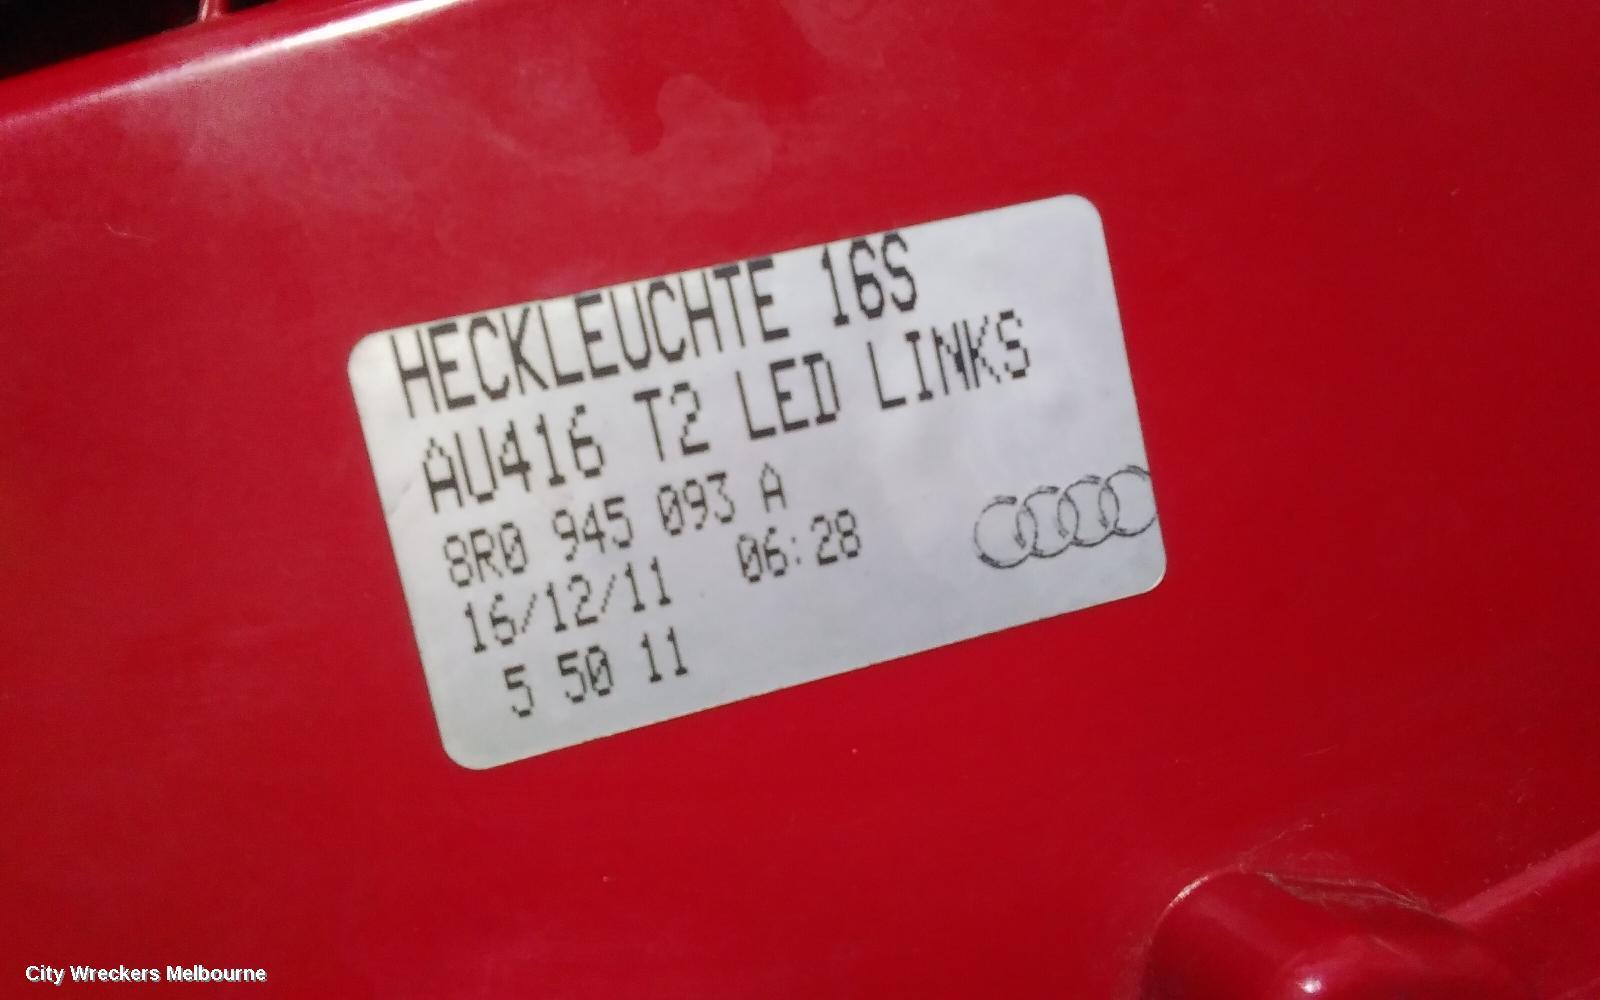 HECKLEUCHTE 16S
AU416 T2 LED LINKS
8R0 945 093 A
16/12/11 06:28
5 50 11
City Wreckers Melbourne